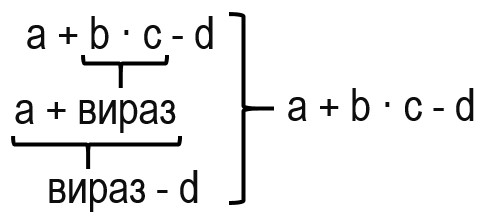 a + b · c - d
a + вираз
вираз - d
a + b · c - d